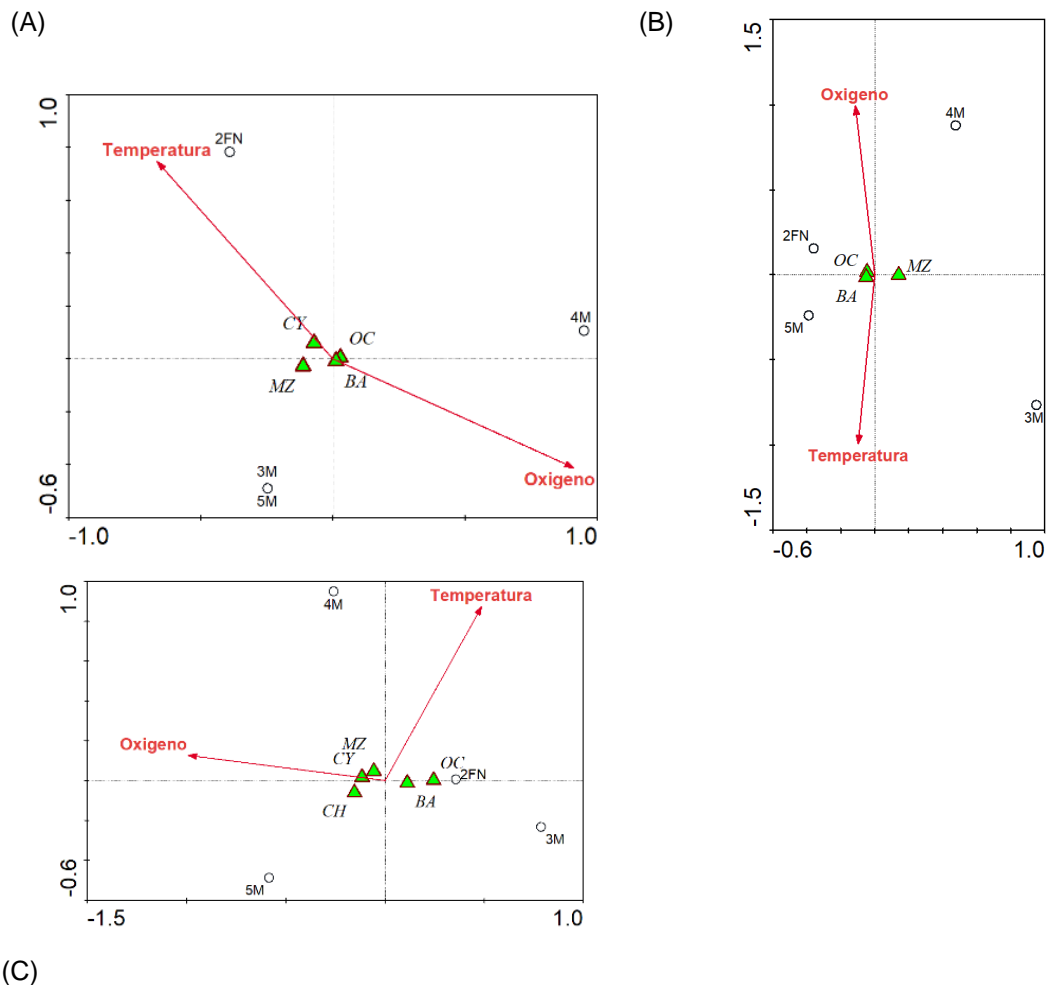 (A)
1.0
2FN
Temperatura
CY
OC
4M
MZ
BA
3M
5M
Oxigeno
-0.6
-1.0
1.0
(B)
1.5
Oxigeno
4M
2FN
OC
MZ
BA
5M
3M
Temperatura
-1.5
-0.6
1.0
1.0
4M
Temperatura
Oxigeno
MZ
CY
OC
2FN
CH
BA
3M
5M
-0.6
-1.5
1.0
(C)